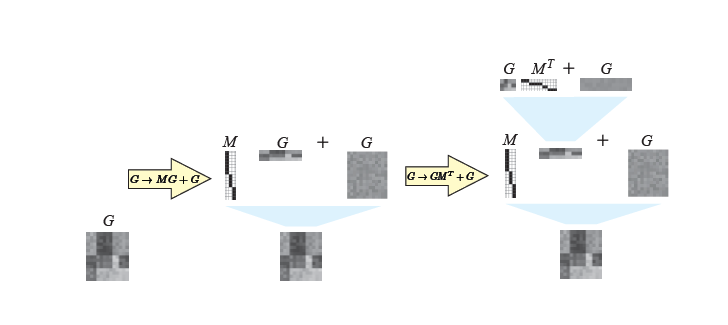 G M^T + G
M G + G
M + G
G → MG + G
G → GM^T + G
G